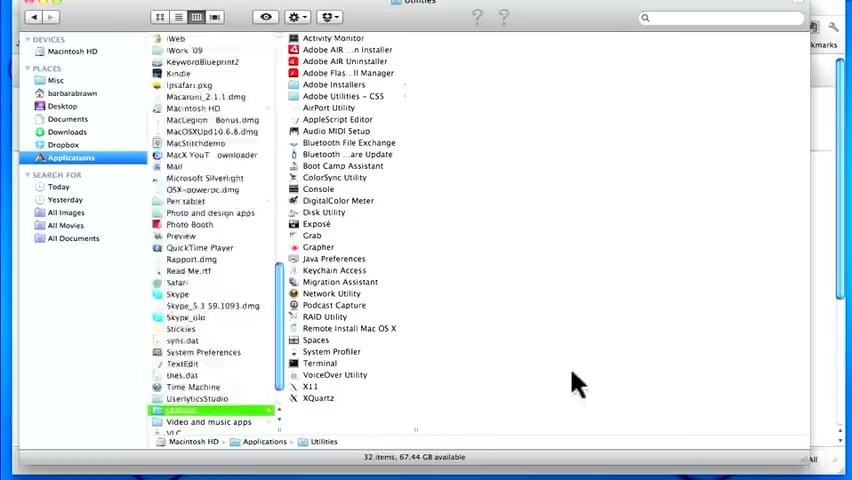 Utilities
DEVICES
Macintosh HD
PLACES
Misc
barbarabrawn
Desktop
Documents
Downloads
Dropbox
Applications
SEARCH FOR
Today
Yesterday
All Images
All Movies
All Documents
iWeb
iWork '09
KeywordBlueprint2
Kindle
lpsafari.pkg
Macaroni_2.1.1.dmg
Macintosh HD
MacLegion_Bonus.dmg
MacOSXUpd10.6.8.dmg
MacStitchdemo
MacX YouT...ownloader
Mail
Microsoft Silverlight
OSX-powerpc.dmg
Pen tablet
Photo and design apps
Photo Booth
Preview
QuickTime Player
Rapport.dmg
Read Me.rtf
Safari
Skype
Skype_5.3 59.1093.dmg
Skype_old
Stickies
syns.dat
System Preferences
TextEdit
thes.dat
Time Machine
UserlyticsStudio
Utilities
Video and music apps
VLC
Activity Monitor
Adobe AIR ...n Installer
Adobe AIR Uninstaller
Adobe Flas...ll Manager
Adobe Installers
Adobe Utilities - CS5
AirPort Utility
AppleScript Editor
Audio MIDI Setup
Bluetooth File Exchange
Bluetooth ...are Update
Boot Camp Assistant
ColorSync Utility
Console
DigitalColor Meter
Disk Utility
Exposé
Grab
Grapher
Java Preferences
Keychain Access
Migration Assistant
Network Utility
Podcast Capture
RAID Utility
Remote Install Mac OS X
Spaces
System Profiler
Terminal
VoiceOver Utility
X11
XQuartz
Macintosh HD
Applications
Utilities
32 items, 67.44 GB available